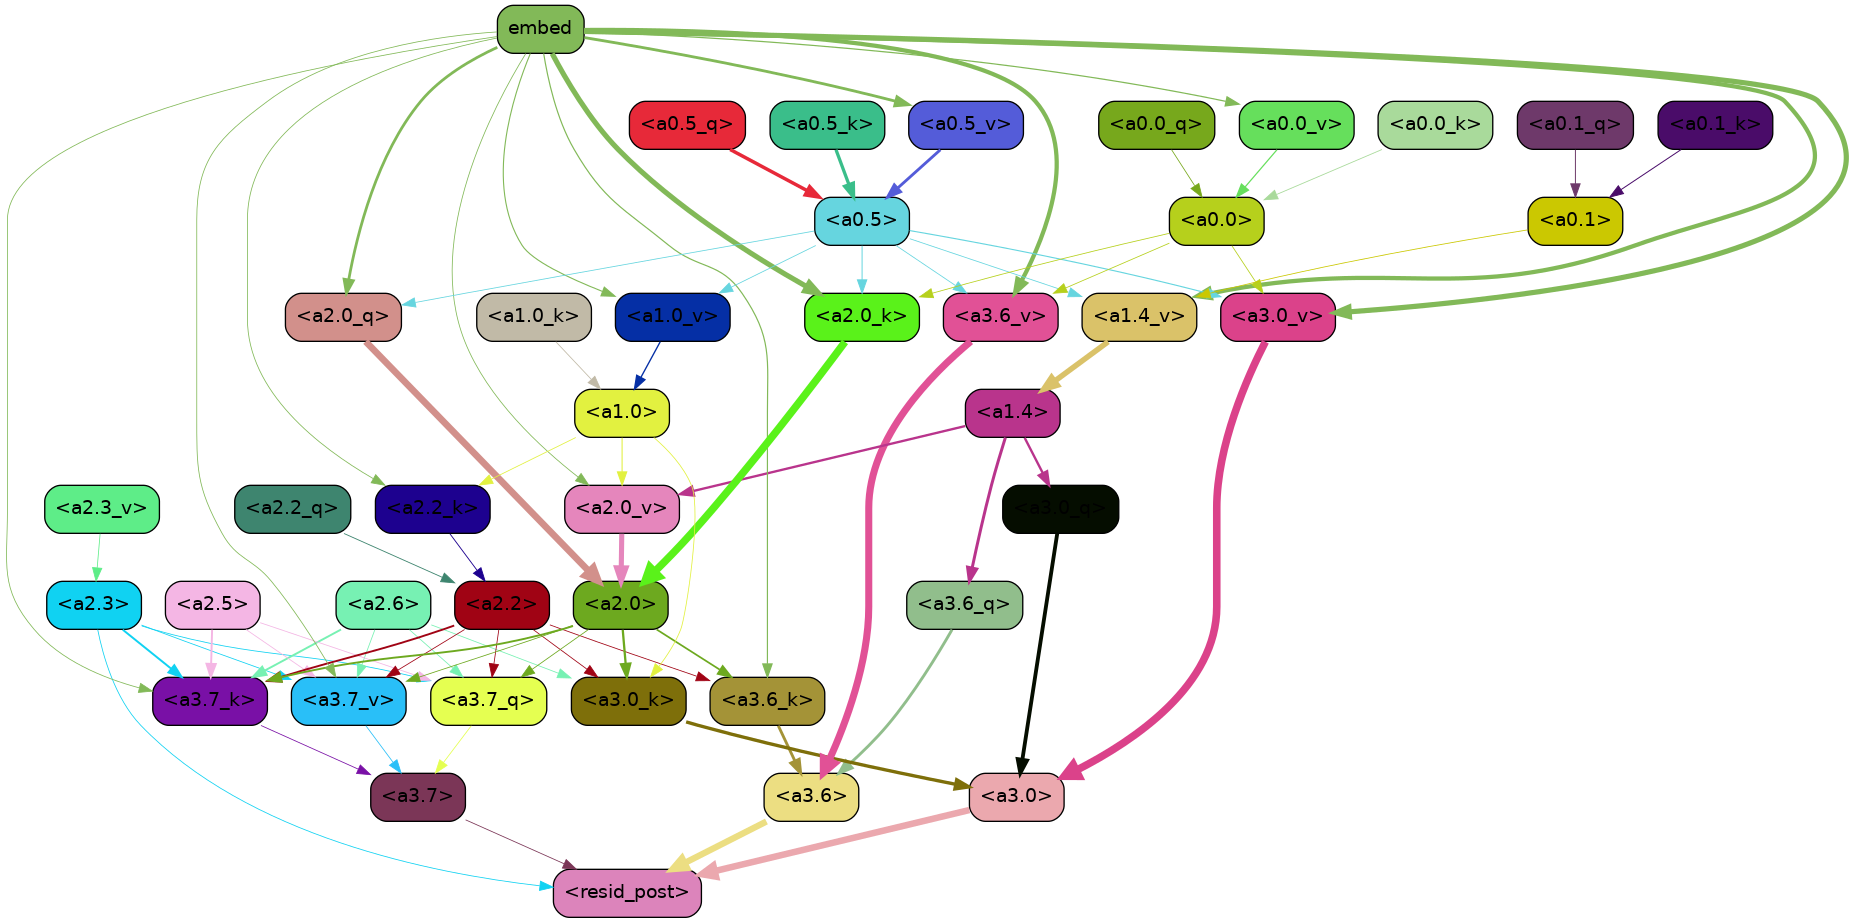 embed
<a0.5_q>
<a0.5_k>
<a0.5_v>
<a0.0_q>
<a0.0_v>
<a0.0_k>
<a0.1_q>
<a0.1_k>
<a0.5>
<a0.0>
<a0.1>
<a2.0_q>
<a1.0_k>
<a1.0_v>
<a2.0_k>
<a3.6_v>
<a1.4_v>
<a3.0_v>
<a1.0>
<a1.4>
<a2.3_v>
<a2.2_q>
<a2.2_k>
<a2.0_v>
<a3.0_q>
<a2.3>
<a2.5>
<a2.6>
<a2.2>
<a2.0>
<a3.6_q>
<a3.7_k>
<a3.7_v>
<a3.7_q>
<a3.0_k>
<a3.6_k>
<a3.7>
<a3.6>
<a3.0>
<resid_post>